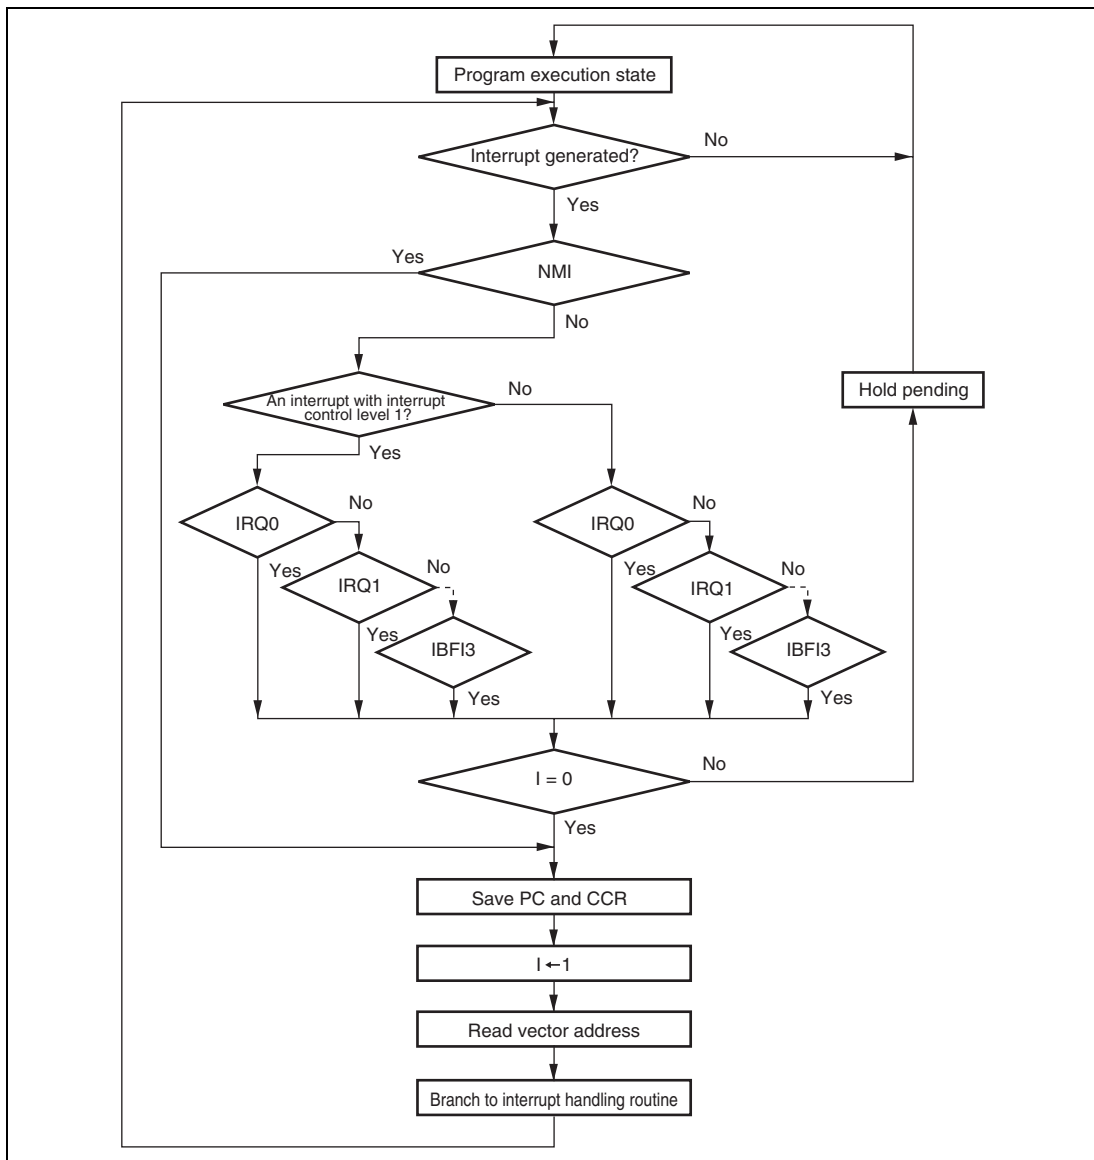 Program execution state
Interrupt generated?
No
Yes
Yes
NMI
No
An interrupt with interrupt
control level 1?
No
Hold pending
Yes
IRQ0
No
IRQ0
No
Yes
IRQ1
No
Yes
IRQ1
No
Yes
IBFI3
Yes
IBFI3
Yes
Yes
I = 0
No
Yes
Save PC and CCR
I ←1
Read vector address
Branch to interrupt handling routine